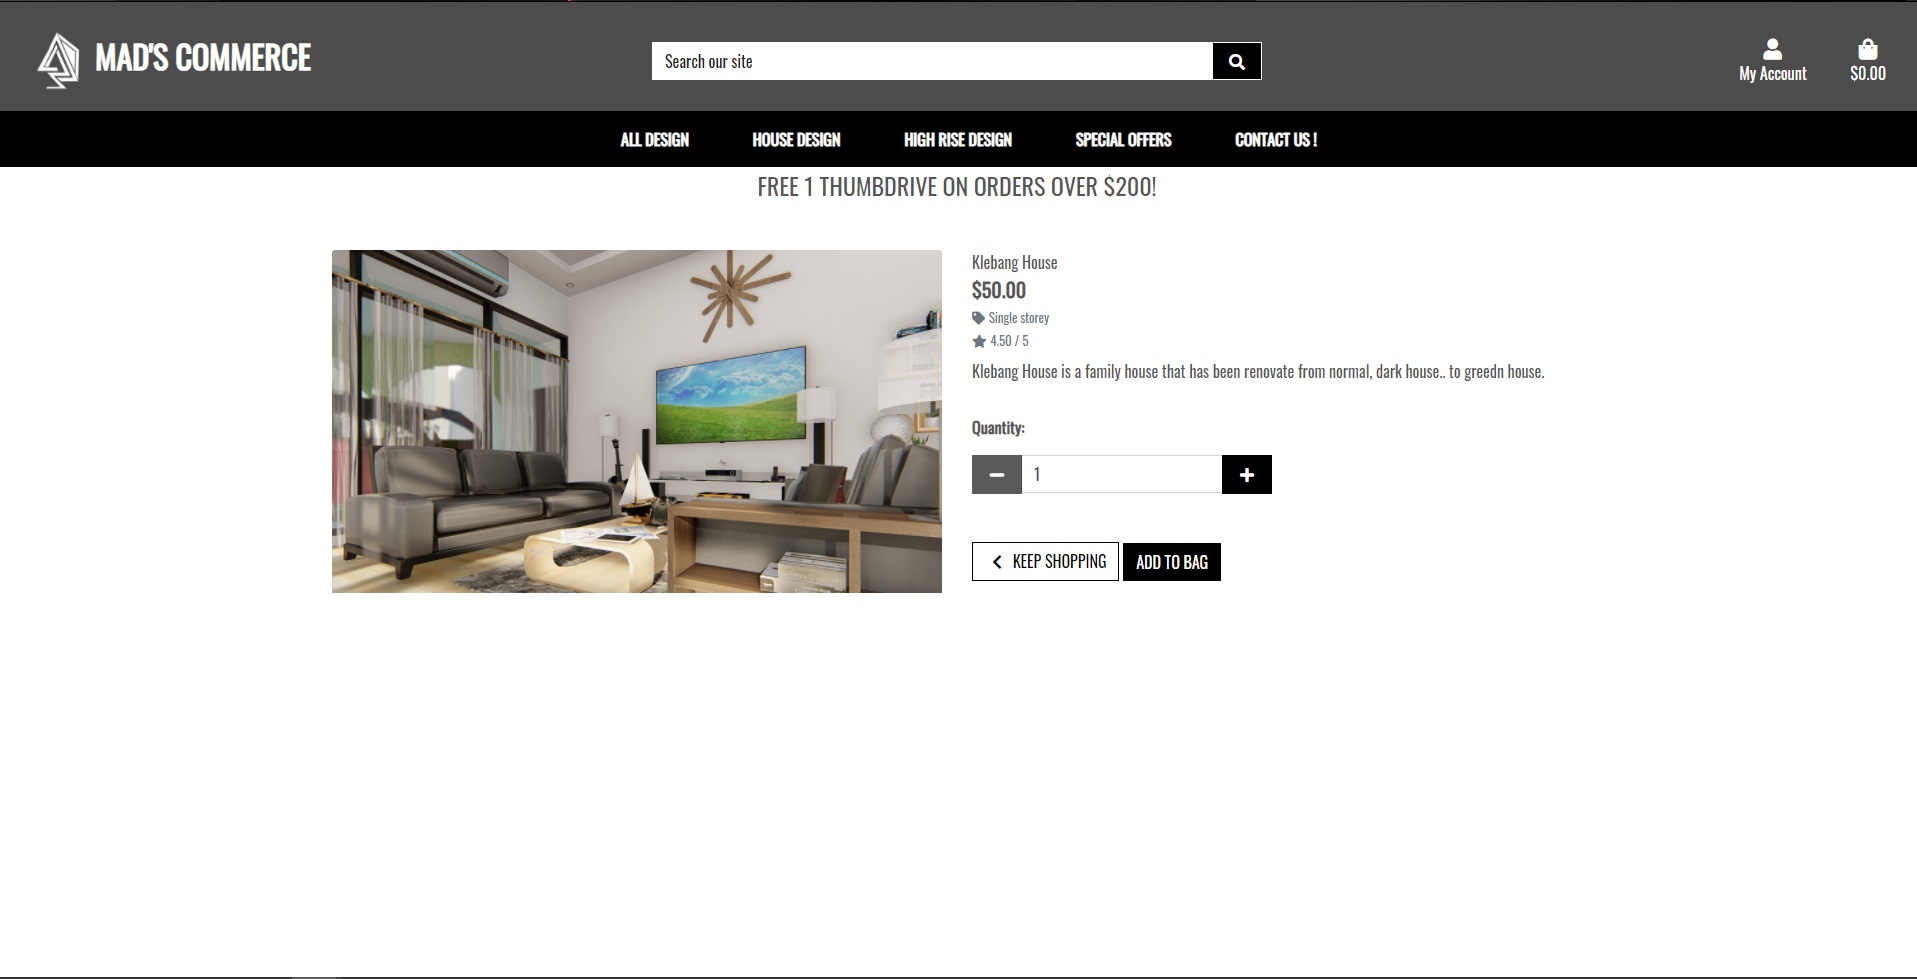 MAD'S COMMERCE
Search our site
My Account
$0.00
ALL DESIGN
HOUSE DESIGN
HIGH RISE DESIGN
SPECIAL OFFERS
CONTACT US !
FREE 1 THUMBDRIVE ON ORDERS OVER $200!
Klebang House
$50.00
Single storey
4.50 / 5
Klebang House is a family house that has been renovate from normal, dark house.. to greedn house.
Quantity:
1
KEEP SHOPPING
ADD TO BAG